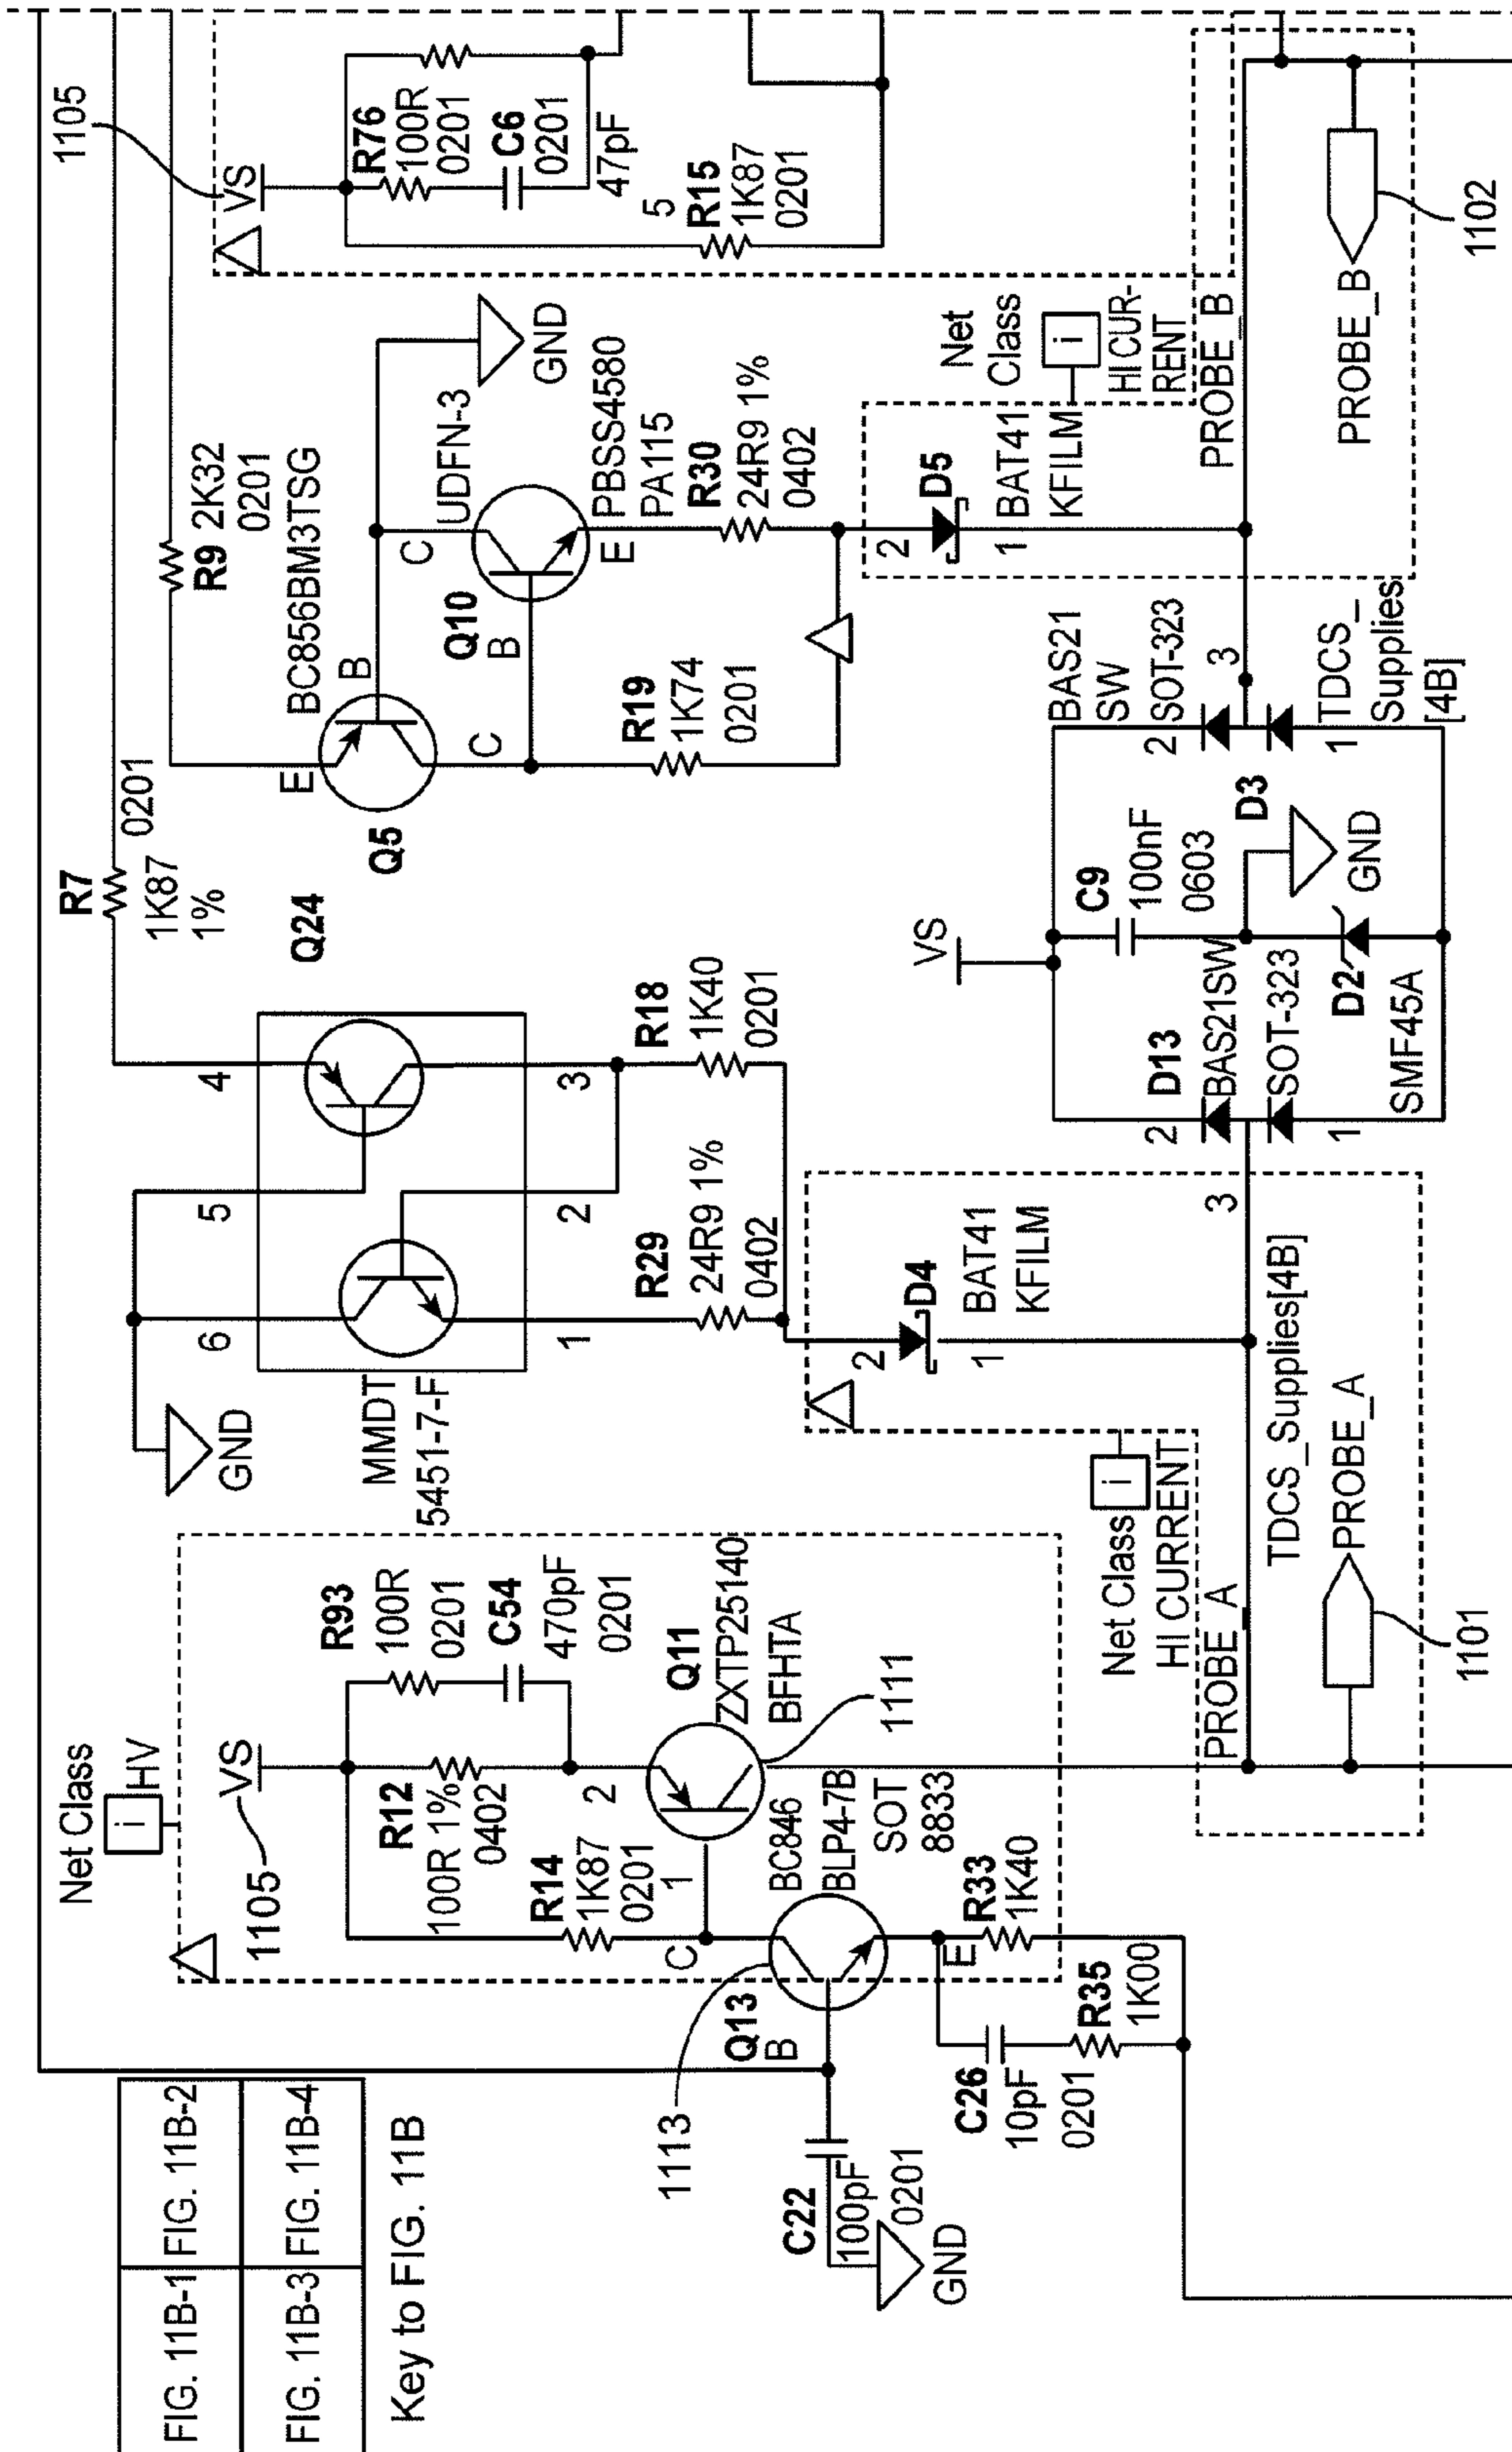 FIG. 11B-1
FIG. 11B-2
FIG. 11B-3
FIG. 11B-4
Key to FIG. 11B
Net Class
i
HV
VS
1105
R93
100R
0201
C54
470pF
0201
R12
100R 1%
0402
R14
1K87
0201
2
1
C
Q11
ZXTP25140
BFHTA
1111
1113
Q13
B
BC846
BLP4-7B
SOT
8833
E
R33
1K40
C22
100pF
0201
GND
C26
10pF
0201
R35
1K00
GND
MMDT
5451-7-F
6
5
4
1
2
3
Q24
R7
1K87
1%
0201
R29
24R9 1%
0402
R18
1K40
0201
2
D4
1
BAT41
KFILM
Net Class
i
HI CURRENT
PROBE_A
TDCS_Supplies[4B]
PROBE_A
1101
3
R9
2K32
0201
BC856BM3TSG
E
B
C
Q5
Q10
B
C
E
UDFN-3
GND
PBSS4580
PA115
R19
1K74
0201
R30
24R9 1%
0402
2
D5
1
BAT41
KFILM
Net
Class
i
HI CUR-
RENT
PROBE_B
VS
D13
2
BAS21SW
SOT-323
1
C9
100nF
0603
D2
SMF45A
GND
D3
BAS21
SW
SOT-323
2
3
1
TDCS_
Supplies
[4B]
PROBE_B
1102
1105
VS
R76
100R
0201
C6
0201
47pF
5
R15
1K87
0201